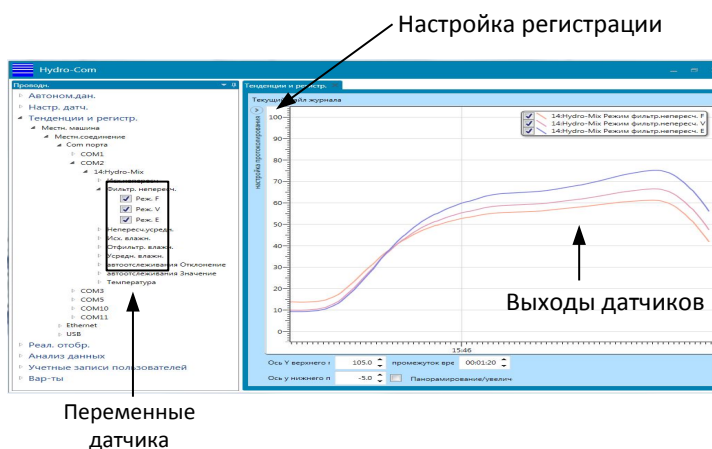 Настройка регистрации
Hydro-Com
Проводн.
Автоном.дан.
Настр. датч.
Тенденции и регистр.
Местн. машина
Местн.соединение
Com порта
COM1
COM2
14:Hydro-Mix
Фильтр. непересч.
Реж. F
Реж. V
Реж. E
Непересч.усредн.
Исх. влажн.
Отфильтр. влажн.
Усредн. влажн.
автоотслеживания Отклонение
автоотслеживания Значение
Температура
COM3
COM5
COM10
COM11
Ethernet
USB
Реал. отобр.
Анализ данных
Учетные записи пользователей
Вар-ты
Тенденции и регистр.
Текущий файл журнала
настройка протоколирования
100
90
80
70
60
50
40
30
20
10
0
14:Hydro-Mix Режим фильтр.непересч. F
14:Hydro-Mix Режим фильтр.непересч. V
14:Hydro-Mix Режим фильтр.непересч. E
Выходы датчиков
15:46
Ось Y верхнего 105.0 промежуток вре 00:01:20
Ось у нижнего п -5.0 Панорамирование/увелич
Переменные
датчика